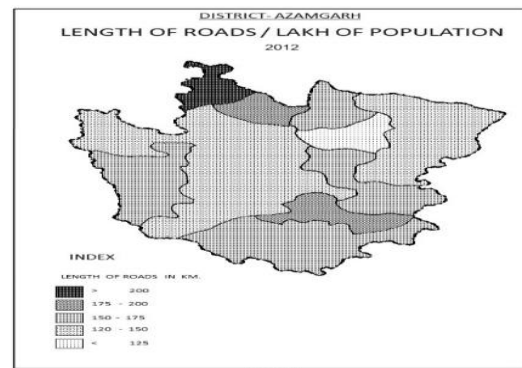 DISTRICT- AZAMGARH
LENGTH OF ROADS / LAKH OF POPULATION
2012
INDEX
LENGTH OF ROADS IN KM.
> 200
175 - 200
150 - 175
120 - 150
< 125